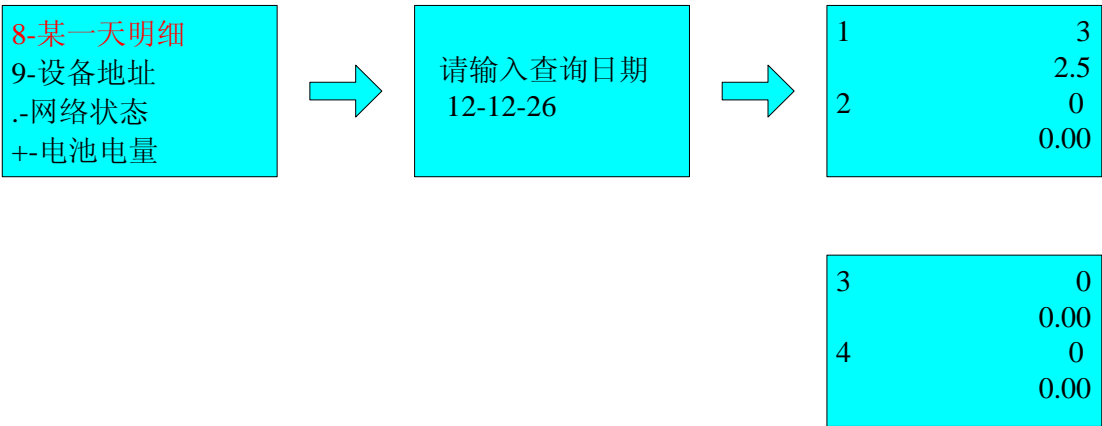 8-某一天明细
9-设备地址
.-网络状态
+-电池电量
请输入查询日期
12-12-26
1 3
2.5
2 0
0.00
3 0
0.00
4 0
0.00